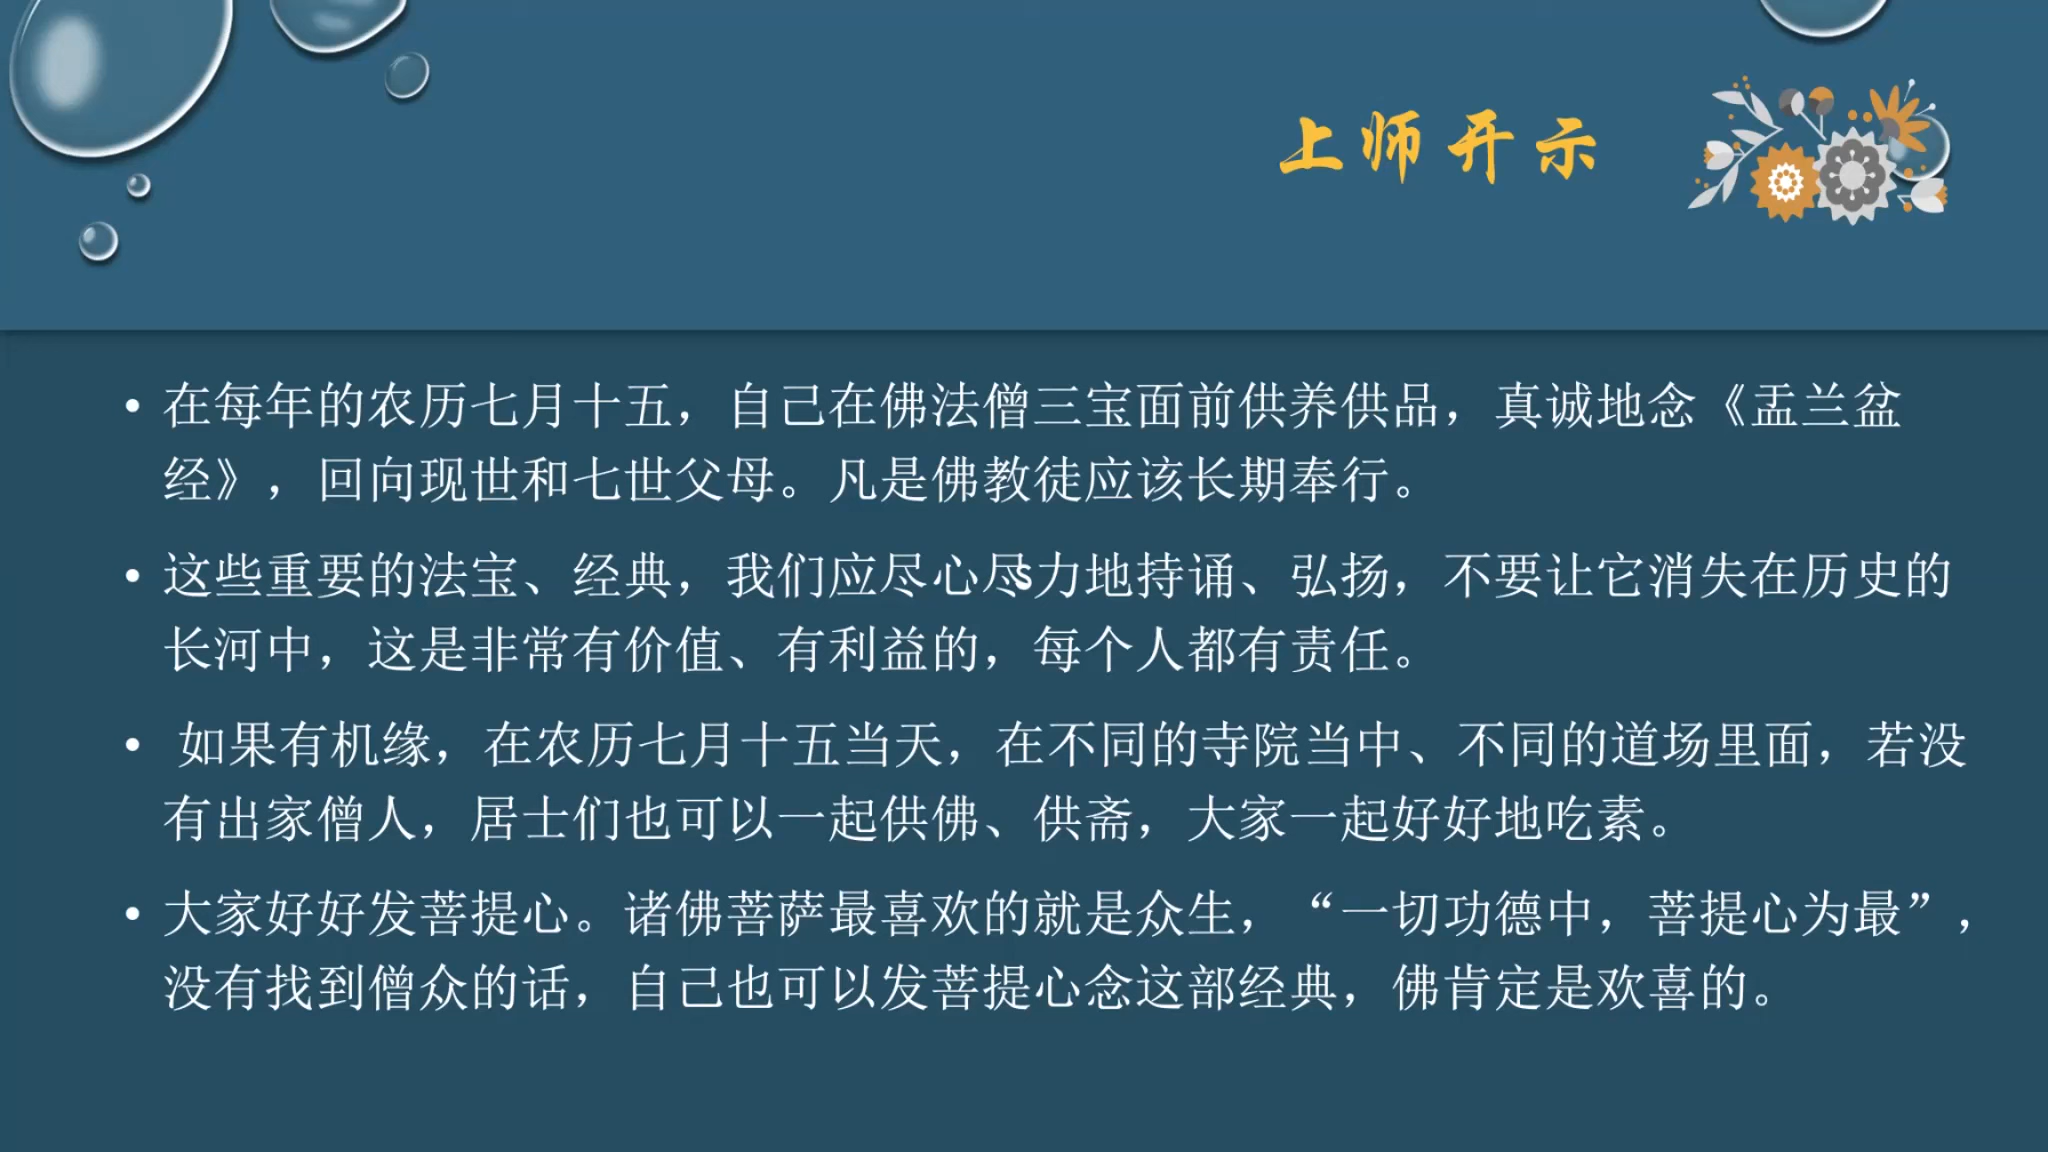 上师开示
• 在每年的农历七月十五，自己在佛法僧三宝面前供养供品，真诚地念《盂兰盆
经》，回向现世和七世父母。凡是佛教徒应该长期奉行。
• 这些重要的法宝、经典，我们应尽心尽力地持诵、弘扬，不要让它消失在历史的
长河中，这是非常有价值、有利益的，每个人都有责任。
• 如果有机缘，在农历七月十五当天，在不同的寺院当中、不同的道场里面，若没
有出家僧人，居士们也可以一起供佛、供斋，大家一起好好地吃素。
• 大家好好发菩提心。诸佛菩萨最喜欢的就是众生，“一切功德中，菩提心为最”，
没有找到僧众的话，自己也可以发菩提心念这部经典，佛肯定是欢喜的。